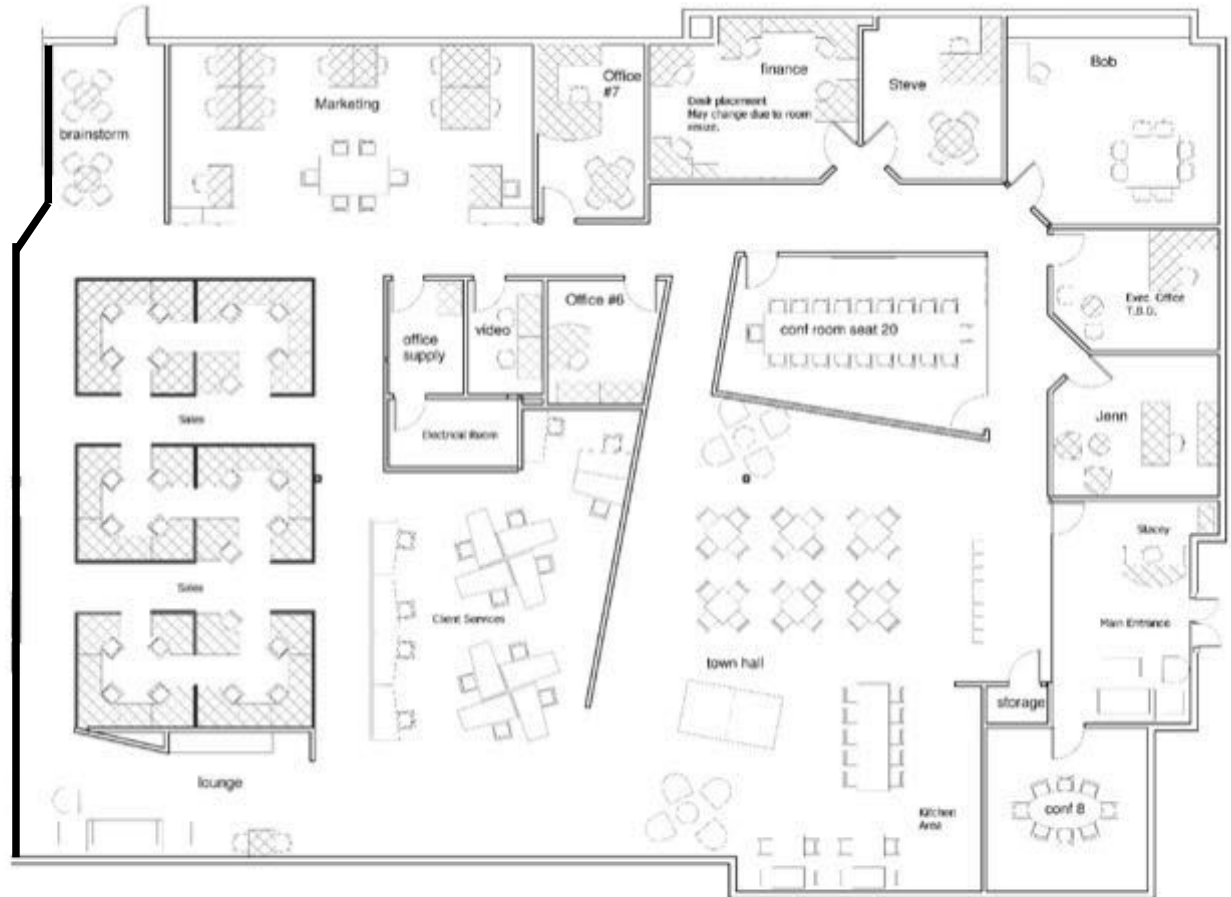 Office
#7
finance
Steve
Bob
Marketing
brainstorm
Desk placement
May change due to room
resize.
Office #6
video
office
supply
conf room seat 20
Exec. Office
T.B.D.
Sales
Electrical Room
Jenn
Stacey
Sales
Client Services
Main Entrance
town hall
storage
lounge
Kitchen
Area
conf 8